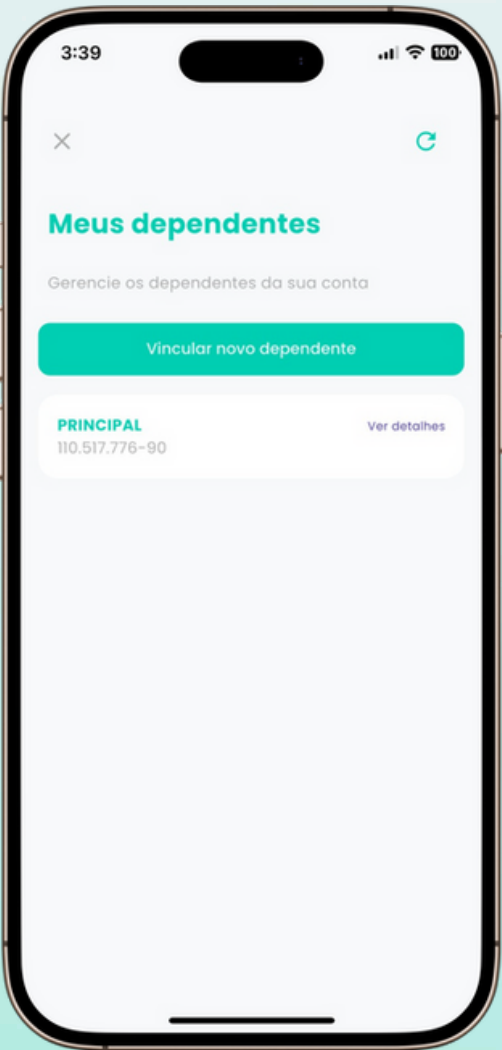 3:39
100
Meus dependentes
Gerencie os dependentes da sua conta
Vincular novo dependente
PRINCIPAL
Ver detalhes
110.517.776-90